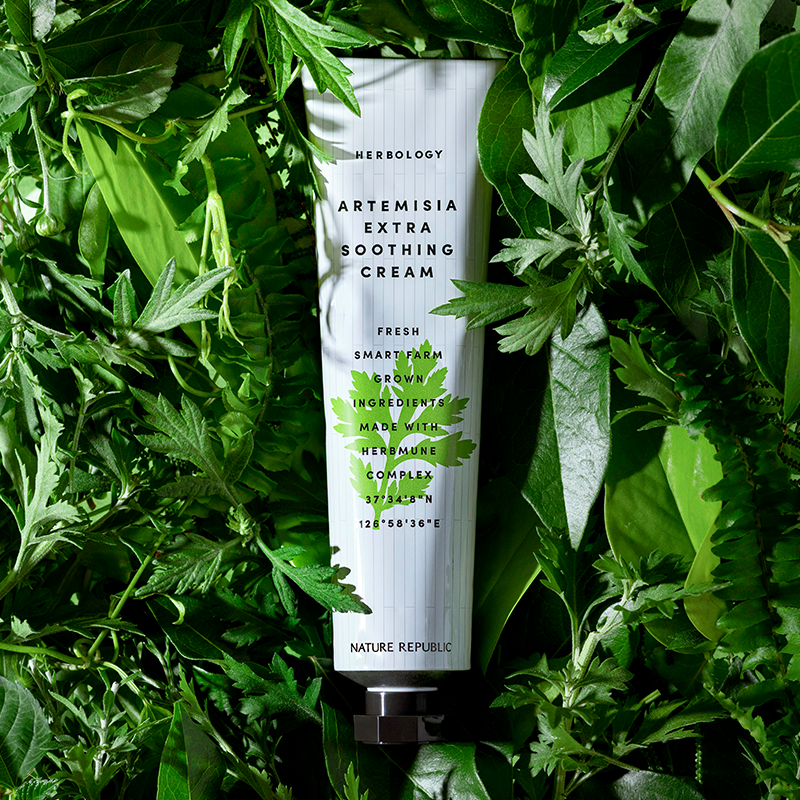 HERBOLOGY
ARTEMISIA
EXTRA
SOOTHING
CREAM
FRESH
SMART FARM
GROWN
INGREDIENTS
MADE WITH
HERBMUNE
COMPLEX
37°34'8"N
126°58'36"E
NATURE REPUBLIC